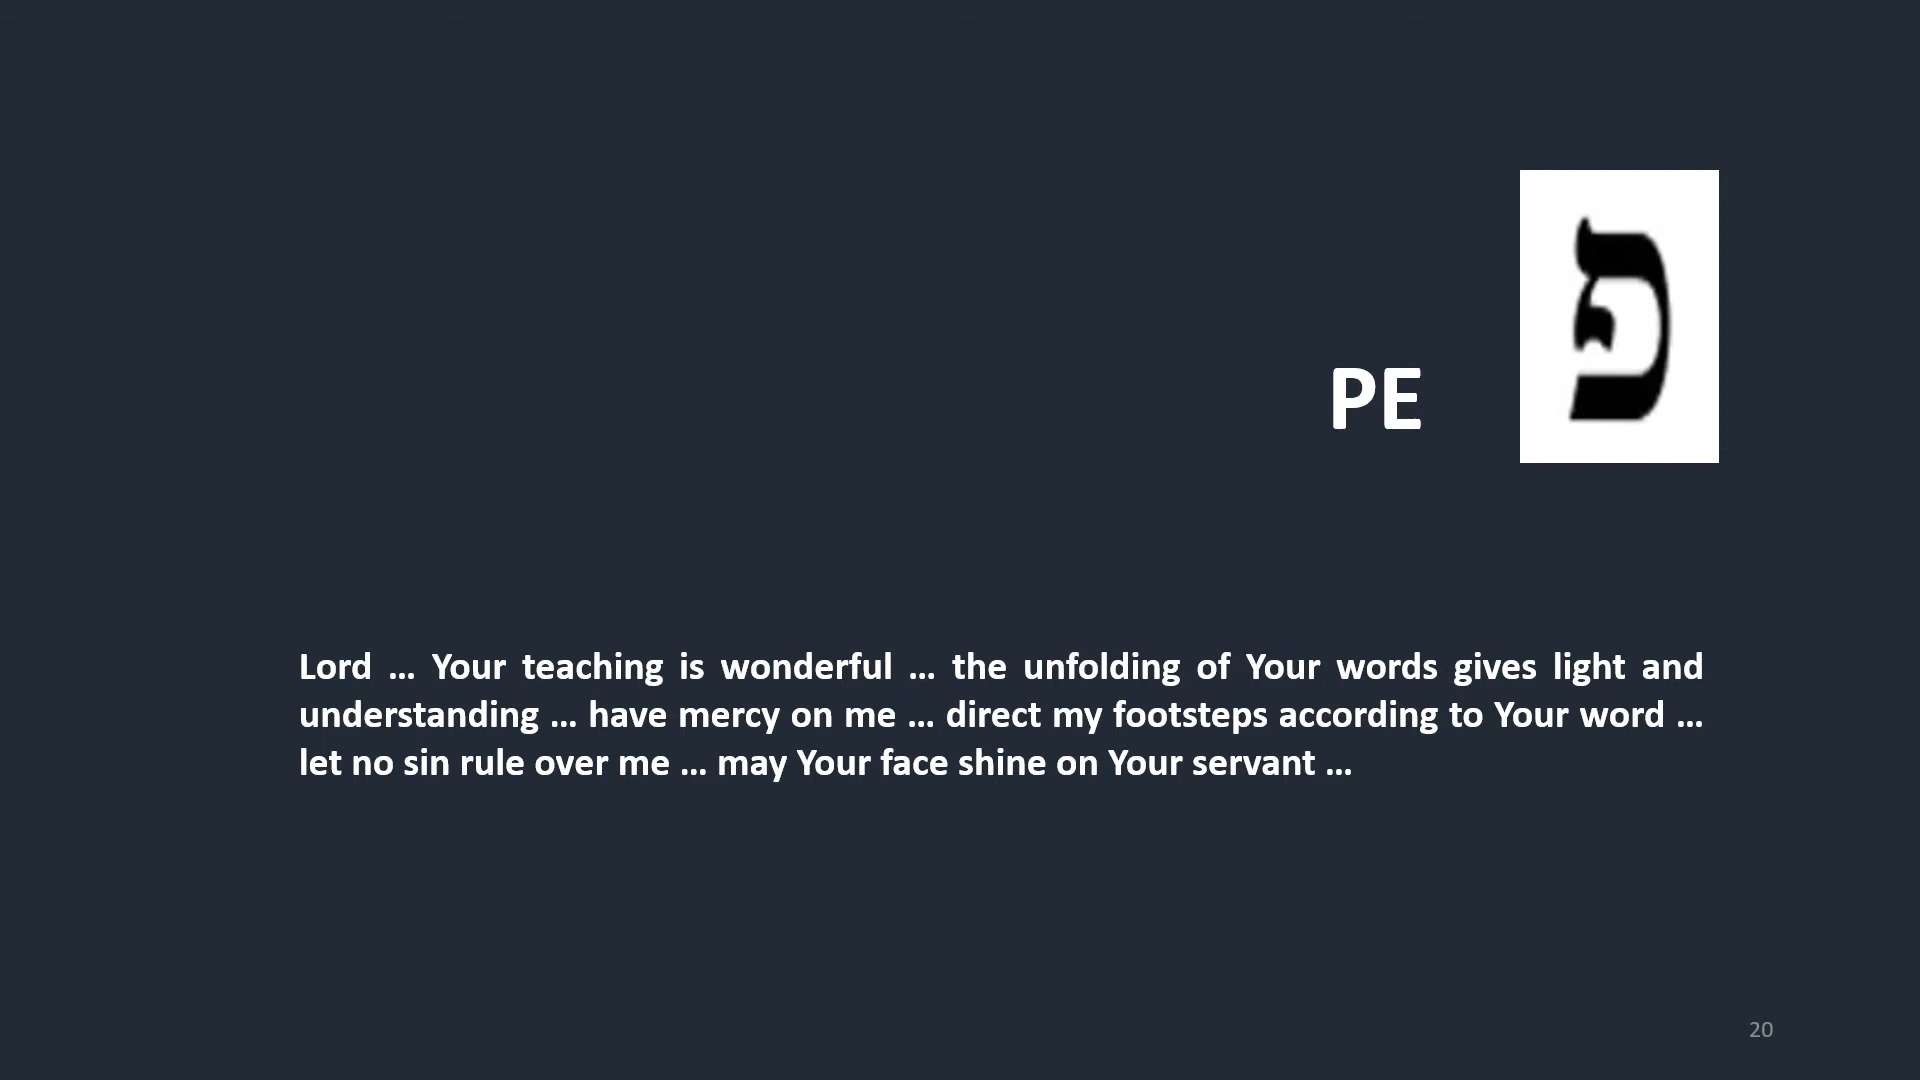 PE
פ
Lord … Your teaching is wonderful … the unfolding of Your words gives light and
understanding … have mercy on me … direct my footsteps according to Your word …
let no sin rule over me … may Your face shine on Your servant …
20